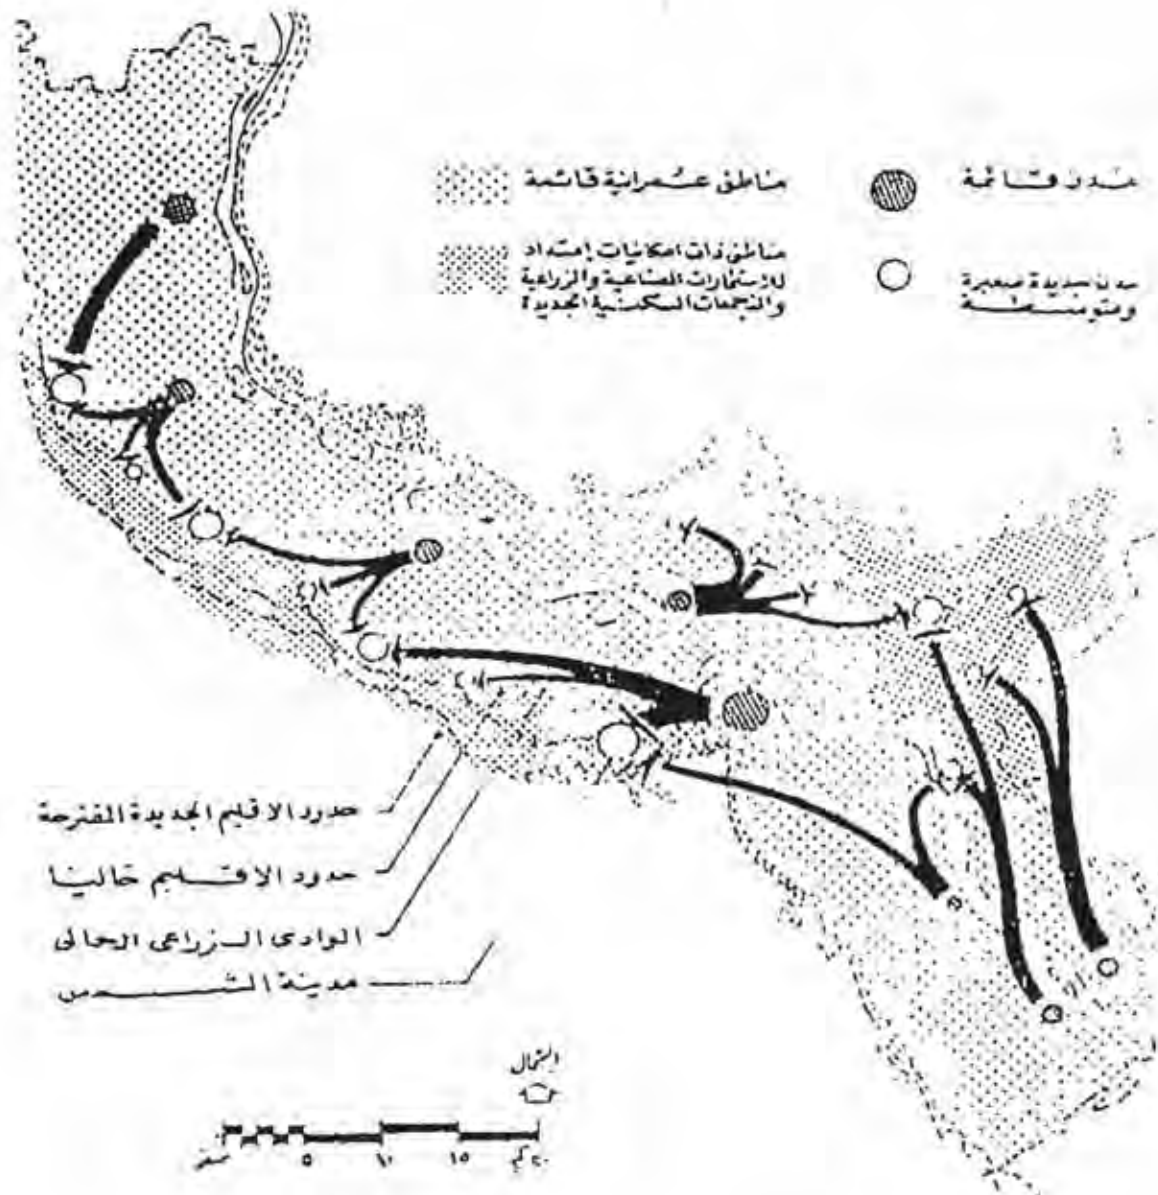 مدن قائمة
مناطق عمرانية قائمة
مدن جديدة صغيرة
ومتوسطة
مناطق ذات امكانيات إمتداد
للإستثمارات الصناعية والزراعية
والتجمعات السكنية الجديدة
حدود الاقليم الجديدة المقترحة
حدود الاقليم حاليا
الوادى الزراعى الحالى
مدينة الشمس
الشمال
صفر ٥ ١٠ ١٥ ٢٠ كم